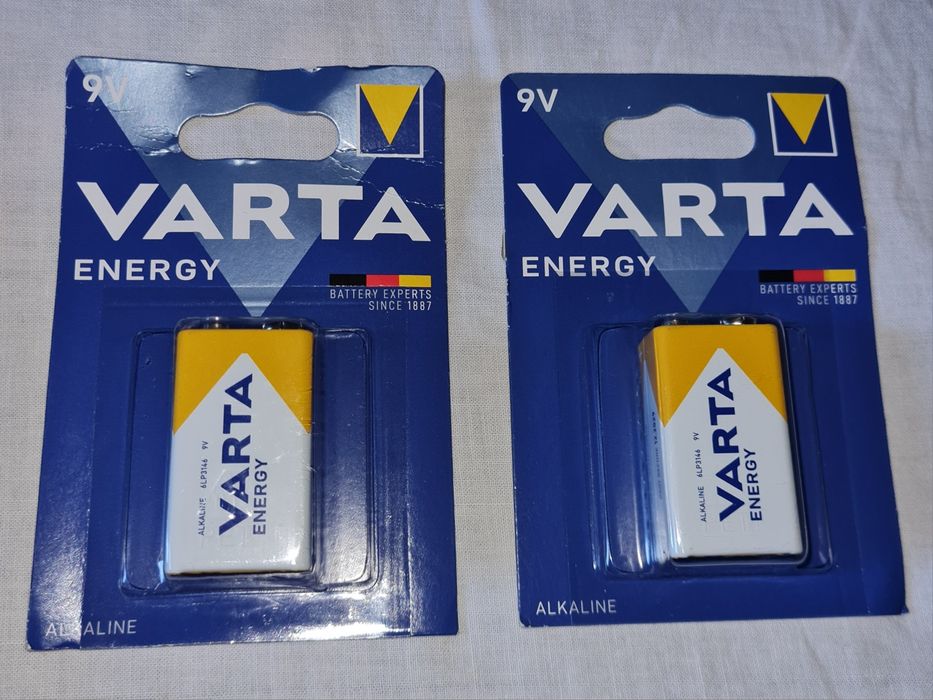 9V
VARTA
ENERGY
BATTERY EXPERTS
SINCE 1887
ALKALINE 6LP3146 9V
VARTA
ENERGY
ALKALINE
9V
VARTA
ENERGY
BATTERY EXPERTS
SINCE 1887
ALKALINE 6LP3146 9V
VARTA
ENERGY
ALKALINE